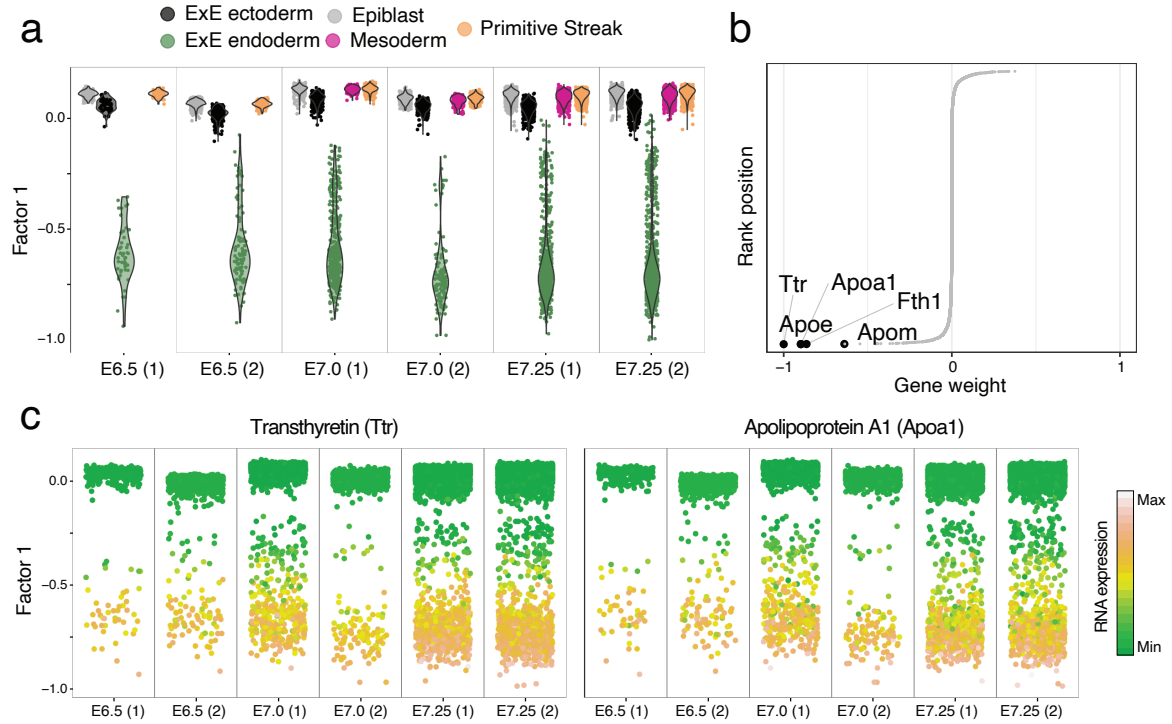 a
ExE ectoderm
Epiblast
Primitive Streak
ExE endoderm
Mesoderm
Factor 1
0.0
−0.5
−1.0
E6.5 (1)
E6.5 (2)
E7.0 (1)
E7.0 (2)
E7.25 (1)
E7.25 (2)
b
Rank position
Ttr
Apoa1
Fth1
Apoe
Apom
−1
0
1
Gene weight
c
Transthyretin (Ttr)
Apolipoprotein A1 (Apoa1)
Factor 1
0.0
−0.5
−1.0
E6.5 (1)
E6.5 (2)
E7.0 (1)
E7.0 (2)
E7.25 (1)
E7.25 (2)
E6.5 (1)
E6.5 (2)
E7.0 (1)
E7.0 (2)
E7.25 (1)
E7.25 (2)
RNA expression
Max
Min